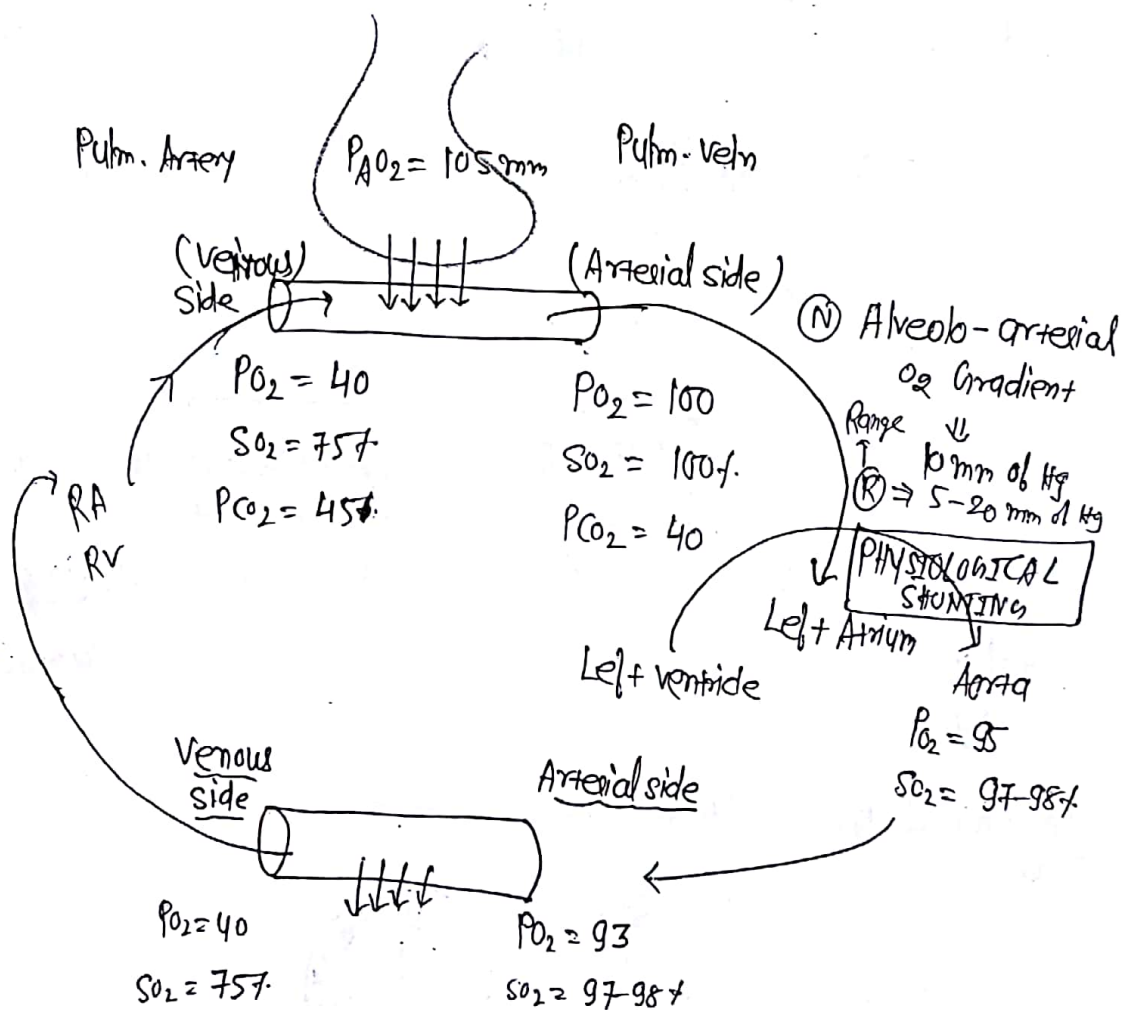 Pulm. Artery
PAO2 = 105 mm
Pulm. vein
(Venous)
Side
(Arterial side)
PO2 = 40
SO2 = 75%
PCO2 = 45
PO2 = 100
SO2 = 100%
PCO2 = 40
Ⓝ Alveolo-arterial
O2 Gradient
⇓
10 mm of Hg
Range
↑
Ⓡ ⇒ 5-20 mm of Hg
PHYSIOLOGICAL
SHUNTING
RA
RV
Left Atrium
Left ventricle
Aorta
PO2 = 95
SO2 = 97-98%
Venous
side
Arterial side
PO2 = 40
SO2 = 75%
PO2 = 93
SO2 = 97-98%